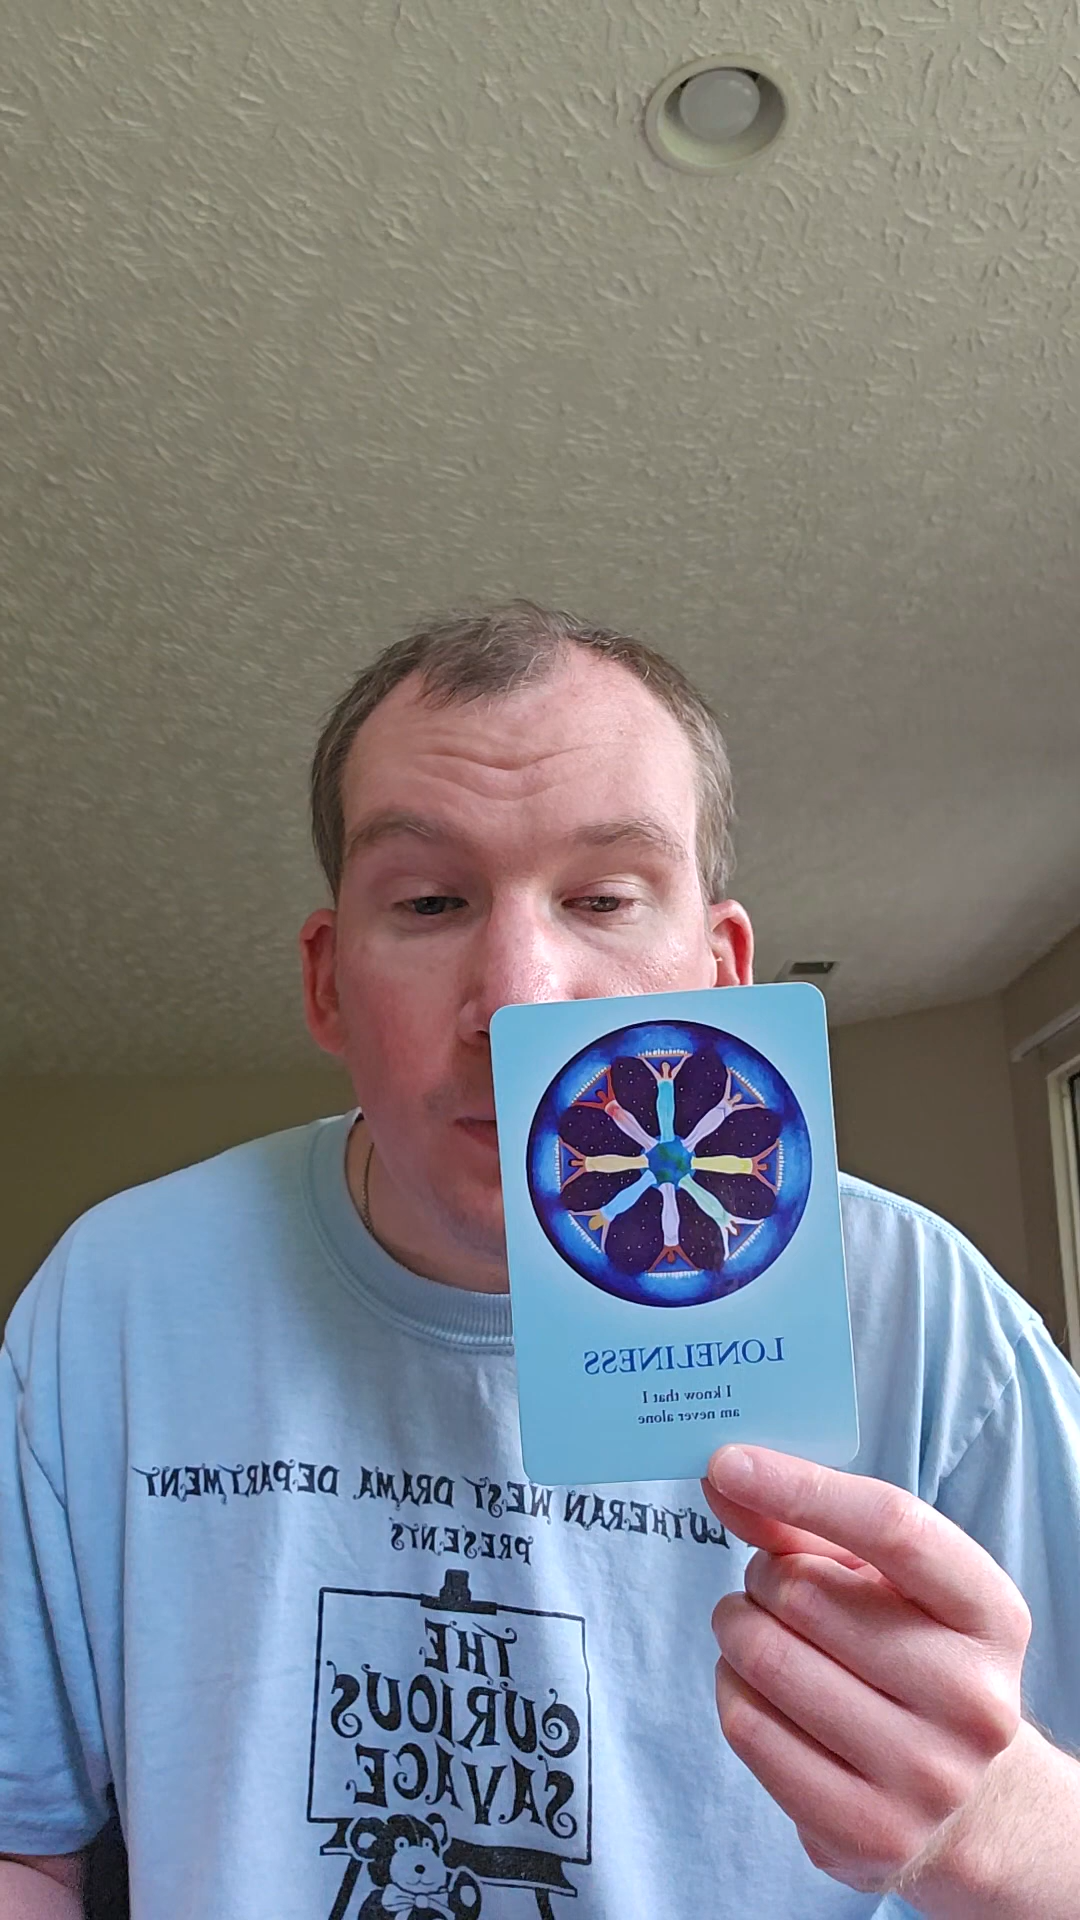 LONELINESS
I know that I
am never alone
LUTHERAN WEST DRAMA DEPARTMENT
PRESENTS
THE
CURIOUS
SAVAGE